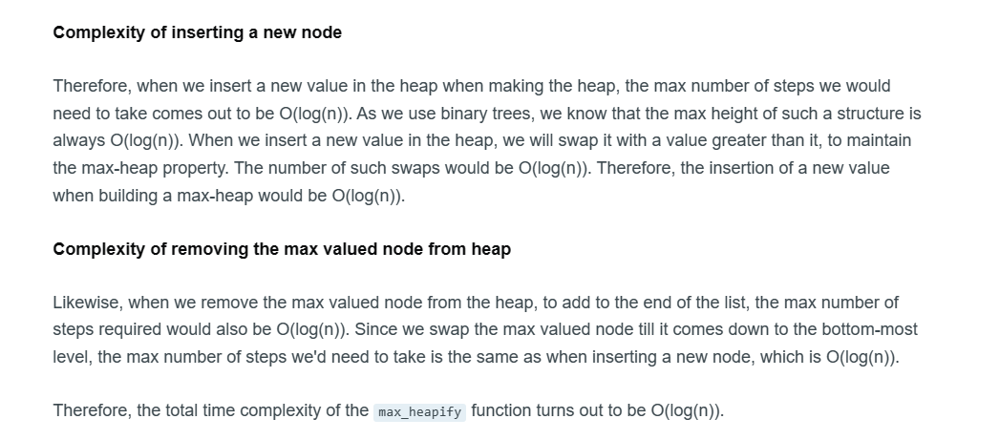 Complexity of inserting a new node
Therefore, when we insert a new value in the heap when making the heap, the max number of steps we would
need to take comes out to be O(log(n)). As we use binary trees, we know that the max height of such a structure is
always O(log(n)). When we insert a new value in the heap, we will swap it with a value greater than it, to maintain
the max-heap property. The number of such swaps would be O(log(n)). Therefore, the insertion of a new value
when building a max-heap would be O(log(n)).
Complexity of removing the max valued node from heap
Likewise, when we remove the max valued node from the heap, to add to the end of the list, the max number of
steps required would also be O(log(n)). Since we swap the max valued node till it comes down to the bottom-most
level, the max number of steps we'd need to take is the same as when inserting a new node, which is O(log(n)).
Therefore, the total time complexity of the max_heapify function turns out to be O(log(n)).